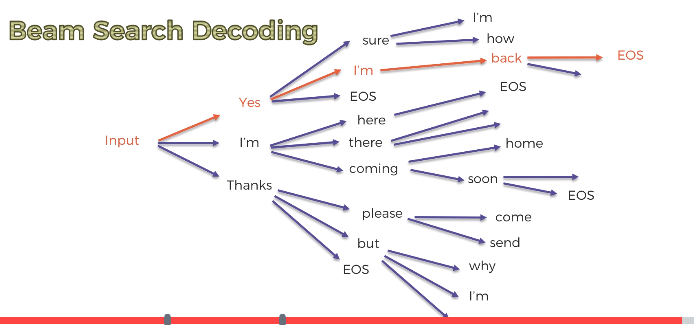 Beam Search Decoding
Input
Yes
I'm
Thanks
sure
I'm
EOS
here
there
coming
please
but
EOS
I'm
how
back
EOS
home
soon
come
send
why
I'm
EOS
EOS